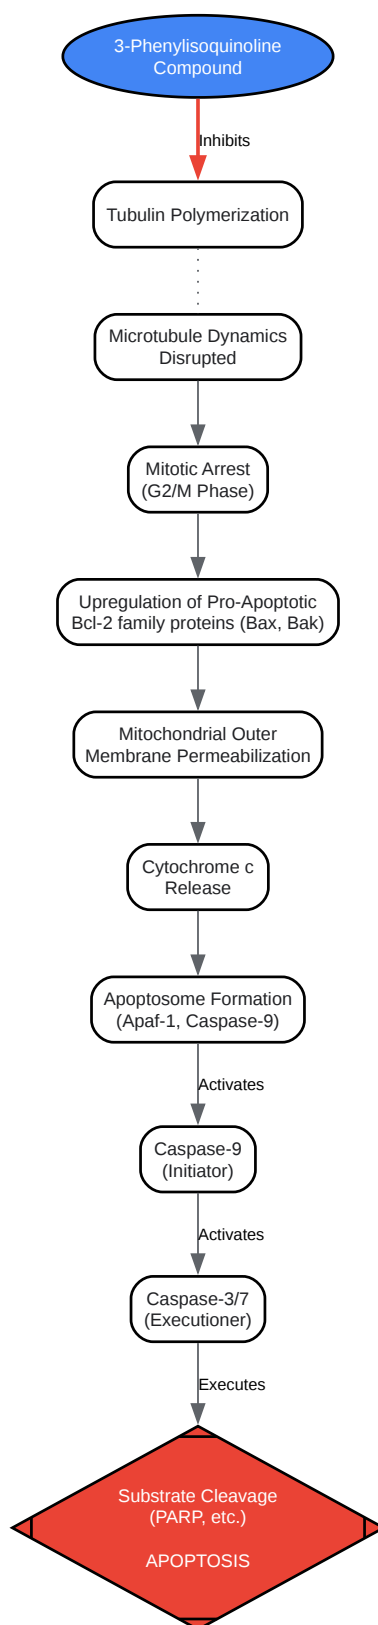 3-Phenylisoquinoline
Compound
Inhibits
Tubulin Polymerization
Microtubule Dynamics
Disrupted
Mitotic Arrest
(G2/M Phase)
Upregulation of Pro-Apoptotic
Bcl-2 family proteins (Bax, Bak)
Mitochondrial Outer
Membrane Permeabilization
Cytochrome c
Release
Apoptosome Formation
(Apaf-1, Caspase-9)
Activates
Caspase-9
(Initiator)
Activates
Caspase-3/7
(Executioner)
Executes
Substrate Cleavage
(PARP, etc.)
APOPTOSIS